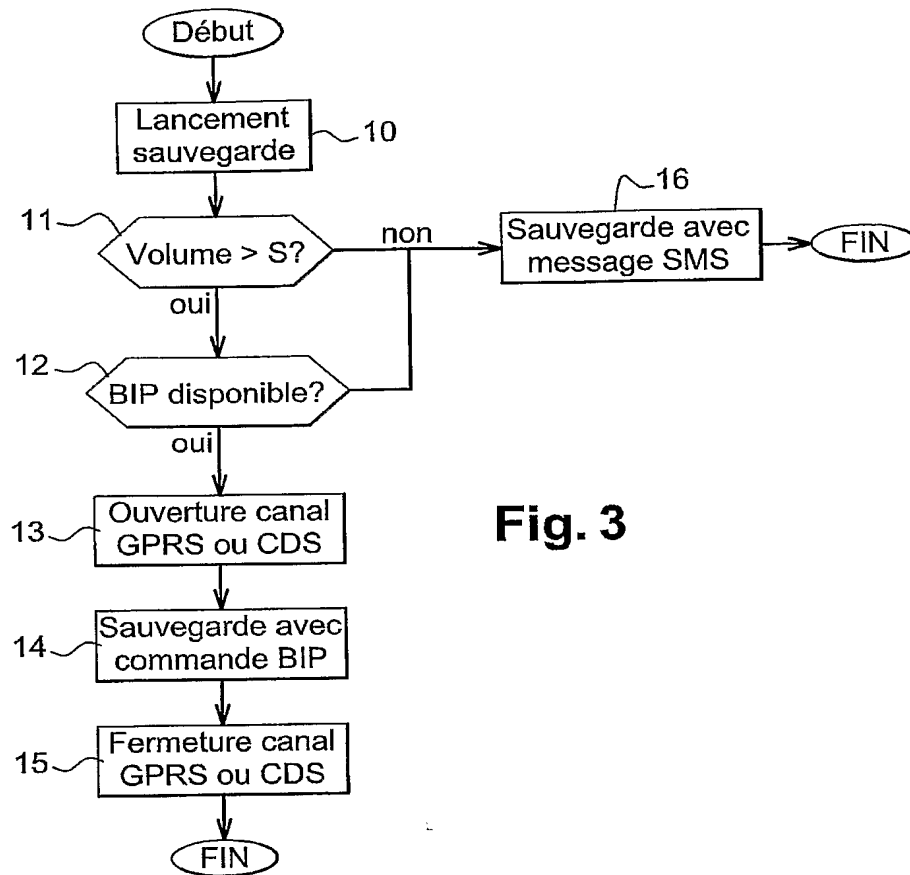 Début
Lancement
sauvegarde
10
11
Volume > S?
non
16
Sauvegarde avec
message SMS
FIN
oui
12
BIP disponible?
oui
13
Ouverture canal
GPRS ou CDS
Fig. 3
14
Sauvegarde avec
commande BIP
15
Fermeture canal
GPRS ou CDS
FIN